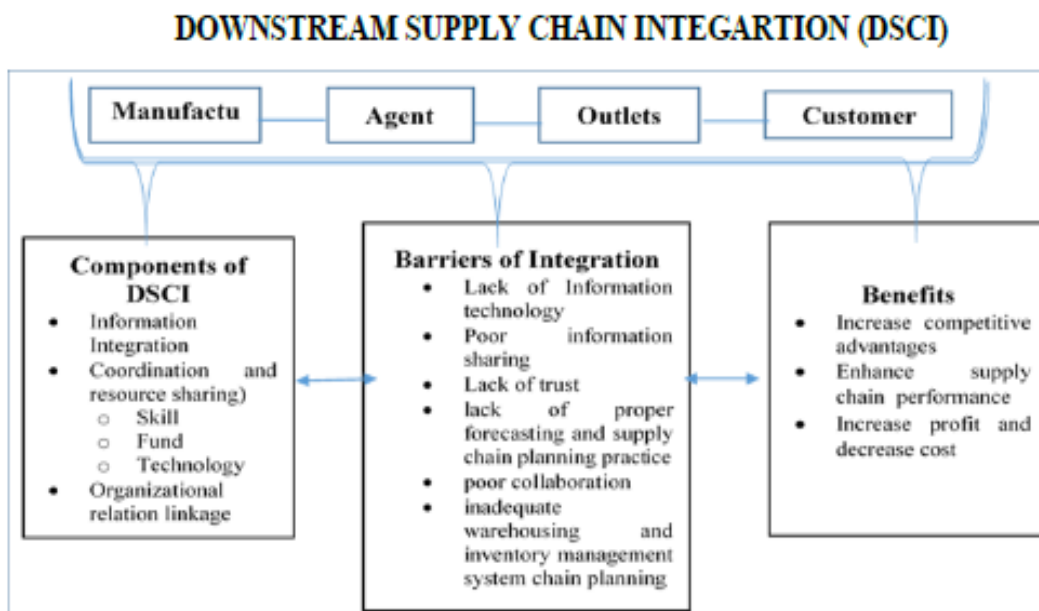 DOWNSTREAM SUPPLY CHAIN INTEGARTION (DSCI)
Manufactu
Agent
Outlets
Customer
Components of
DSCI
• Information
Integration
• Coordination and
resource sharing)
o Skill
o Fund
o Technology
• Organizational
relation linkage
Barriers of Integration
• Lack of Information
technology
• Poor information
sharing
• Lack of trust
• lack of proper
forecasting and supply
chain planning practice
• poor collaboration
• inadequate
warehousing and
inventory management
system chain planning
Benefits
• Increase competitive
advantages
• Enhance supply
chain performance
• Increase profit and
decrease cost